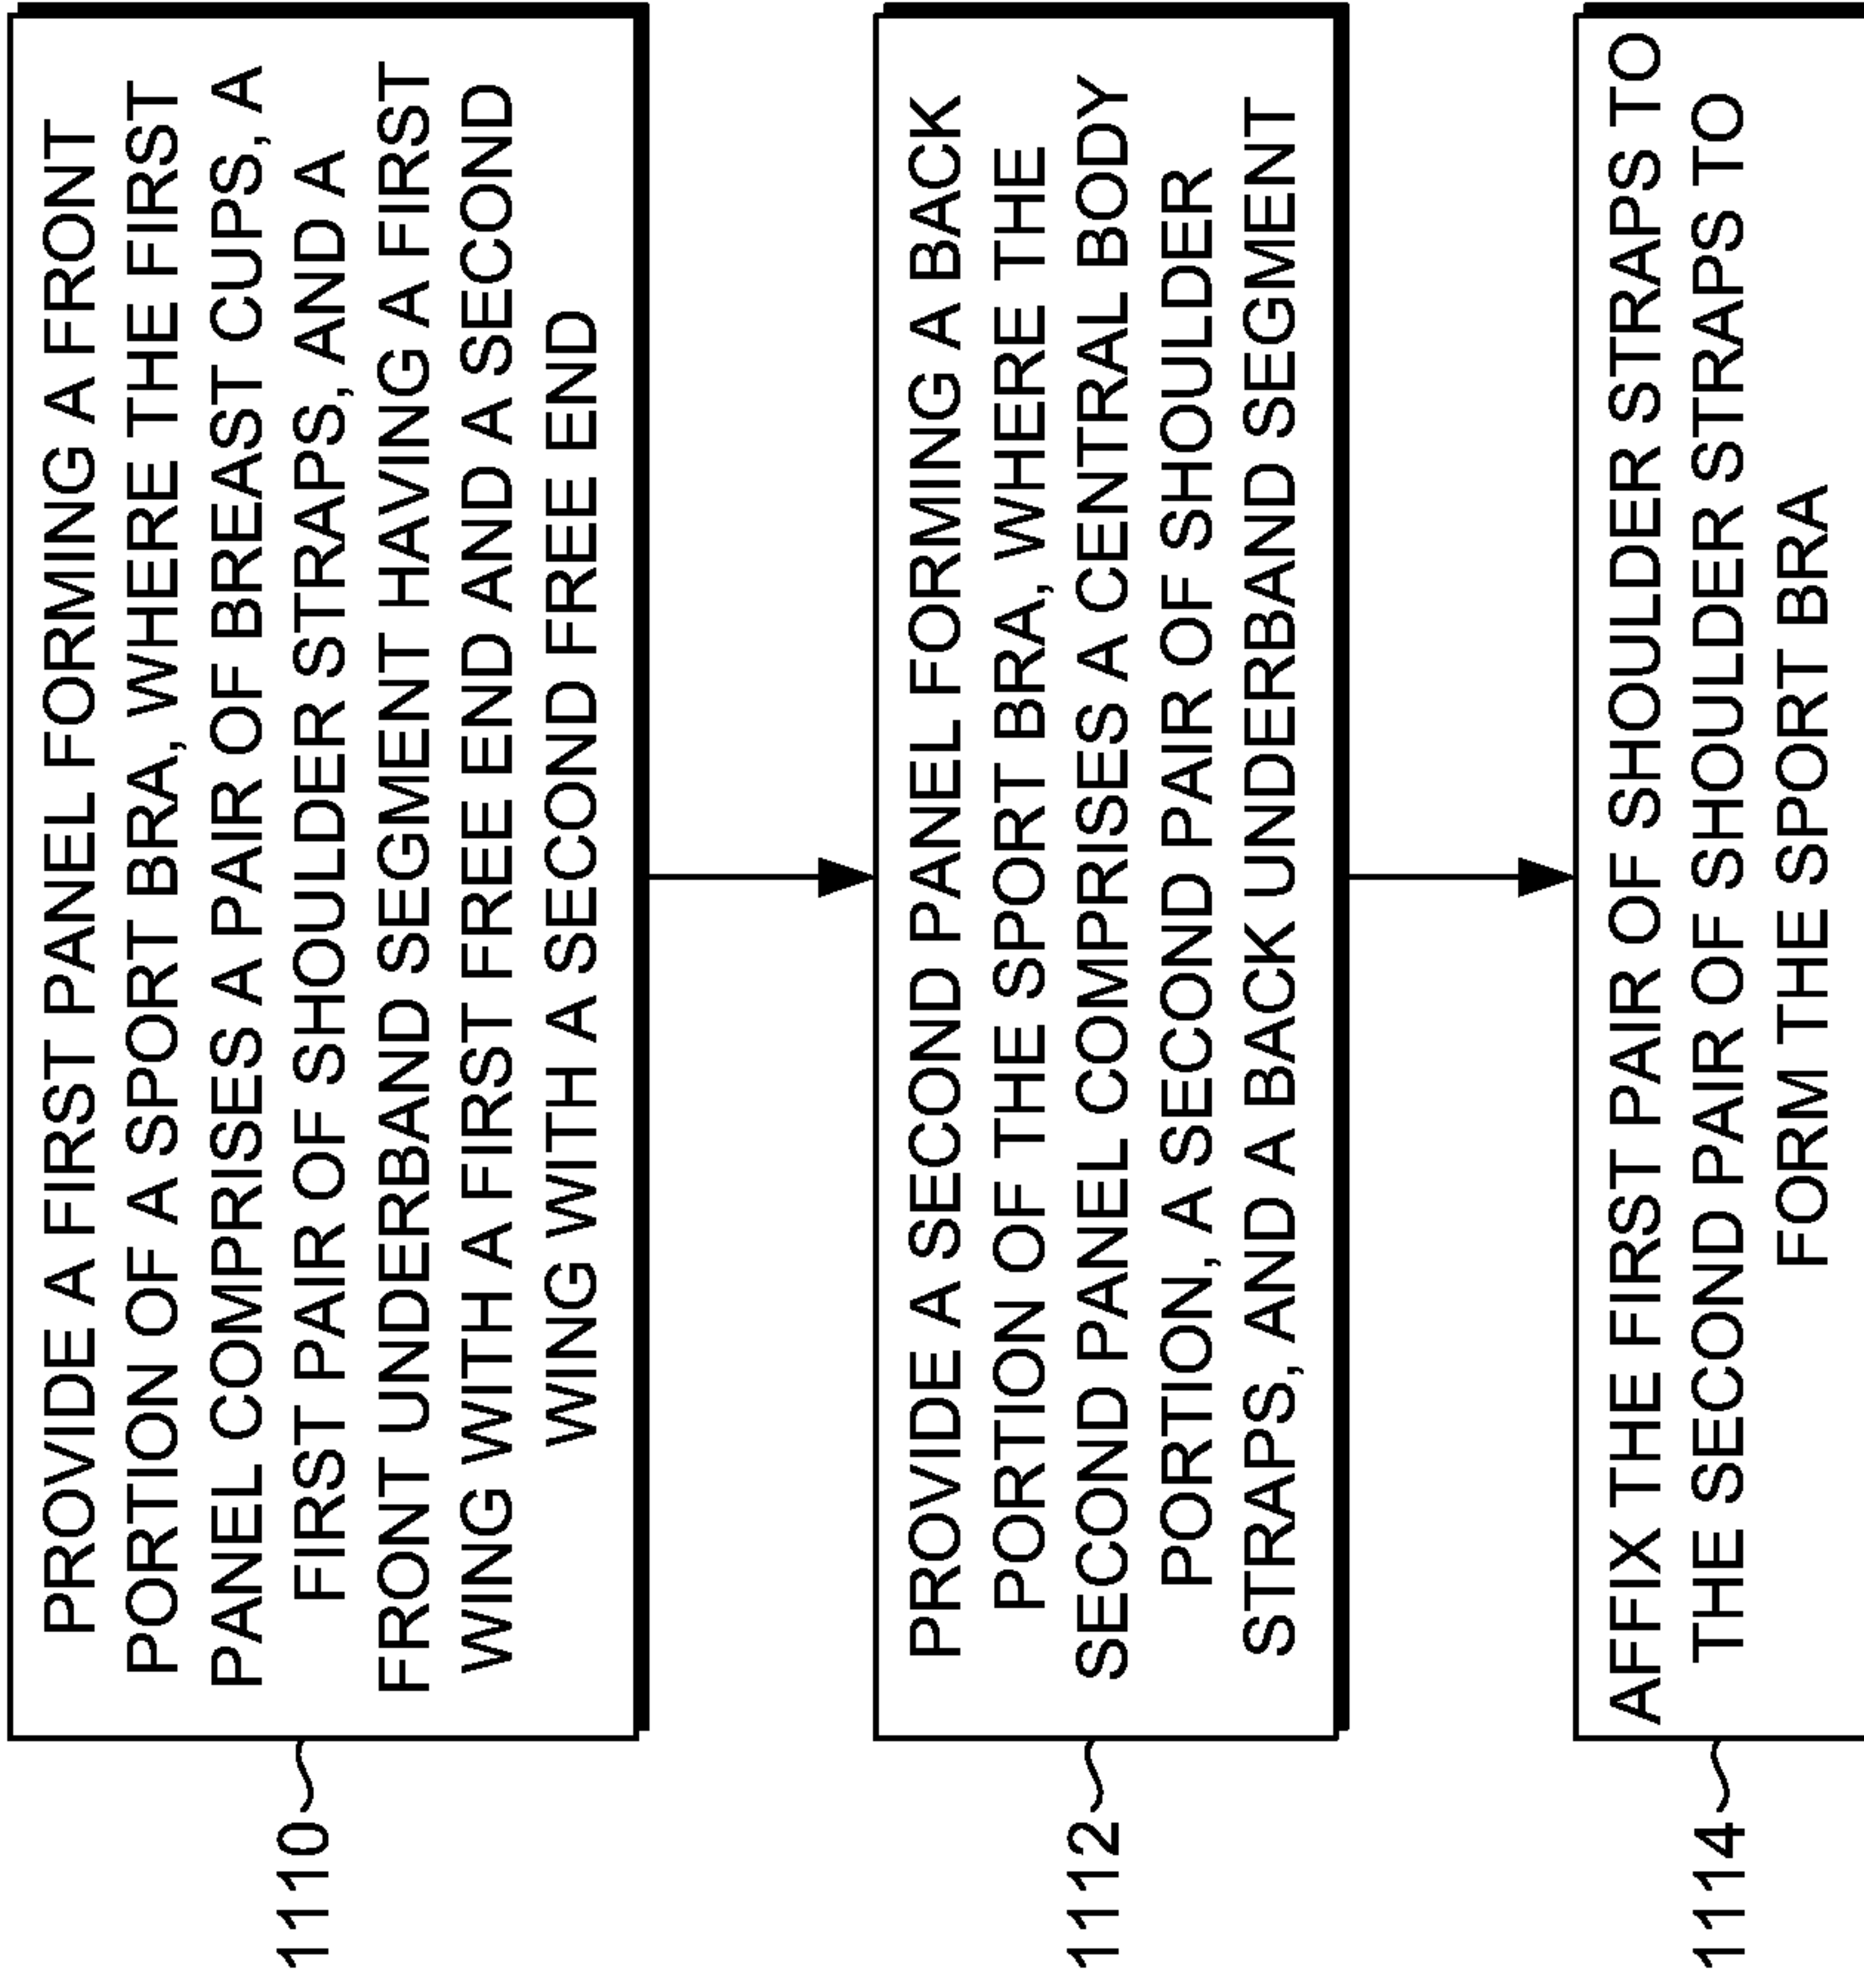 PROVIDE A FIRST PANEL FORMING A FRONT
PORTION OF A SPORT BRA, WHERE THE FIRST
PANEL COMPRISES A PAIR OF BREAST CUPS, A
FIRST PAIR OF SHOULDER STRAPS, AND A
FRONT UNDERBAND SEGMENT HAVING A FIRST
WING WITH A FIRST FREE END AND A SECOND
WING WITH A SECOND FREE END
1110
PROVIDE A SECOND PANEL FORMING A BACK
PORTION OF THE SPORT BRA, WHERE THE
SECOND PANEL COMPRISES A CENTRAL BODY
PORTION, A SECOND PAIR OF SHOULDER
STRAPS, AND A BACK UNDERBAND SEGMENT
1112
AFFIX THE FIRST PAIR OF SHOULDER STRAPS TO
THE SECOND PAIR OF SHOULDER STRAPS TO
FORM THE SPORT BRA
1114